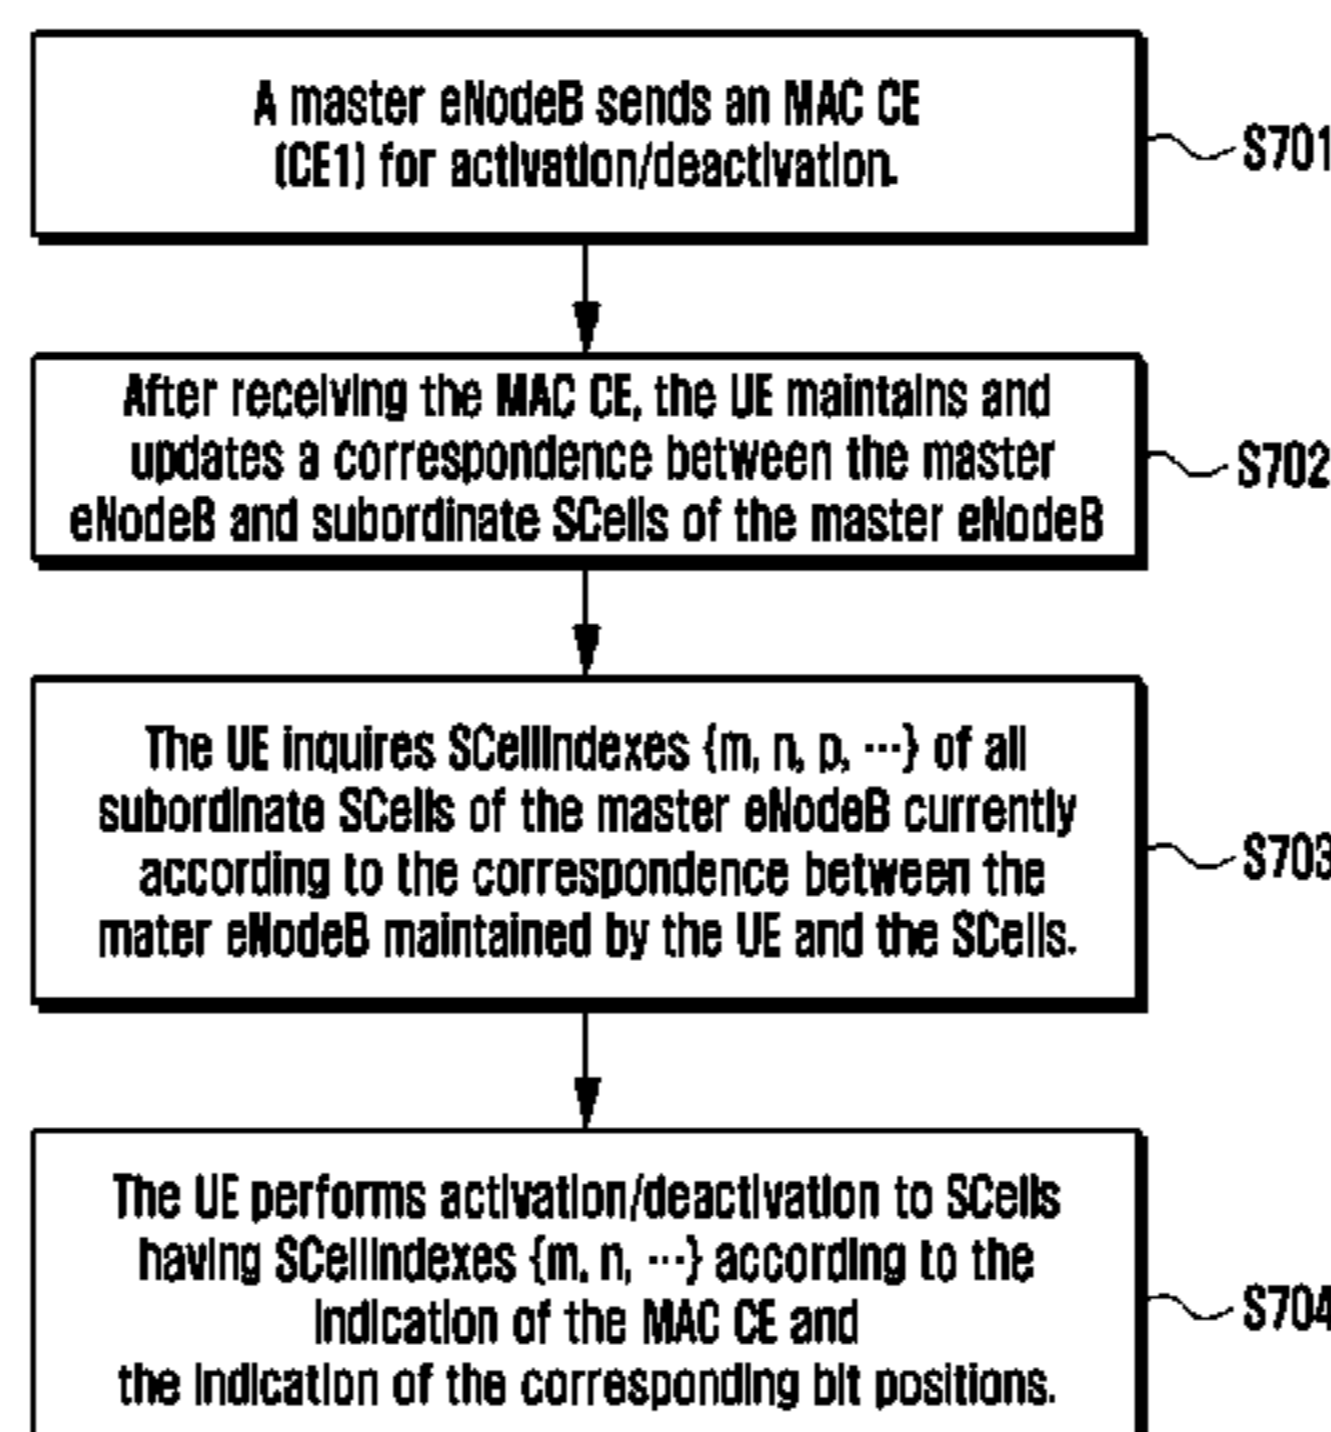 A master eNodeB sends an MAC CE
(CE1) for activation/deactivation.
S701
After receiving the MAC CE, the UE maintains and
updates a correspondence between the master
eNodeB and subordinate SCells of the master eNodeB
S702
The UE inquires SCellIndexes {m, n, p, ···} of all
subordinate SCells of the master eNodeB currently
according to the correspondence between the
mater eNodeB maintained by the UE and the SCells.
S703
The UE performs activation/deactivation to SCells
having SCellIndexes {m, n, ···} according to the
indication of the MAC CE and
the indication of the corresponding bit positions.
S704